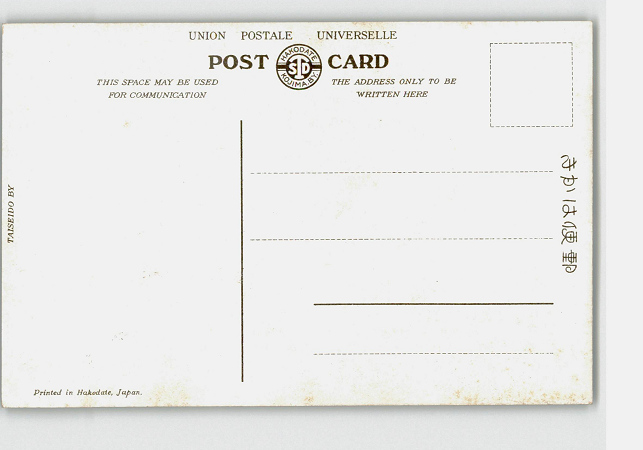 UNION POSTALE UNIVERSELLE
POST CARD
HAKODATE
STD
KOJIMA BY.
THIS SPACE MAY BE USED
FOR COMMUNICATION
THE ADDRESS ONLY TO BE
WRITTEN HERE
郵便はかき
TAISEIDO BY
Printed in Hakodate, Japan.